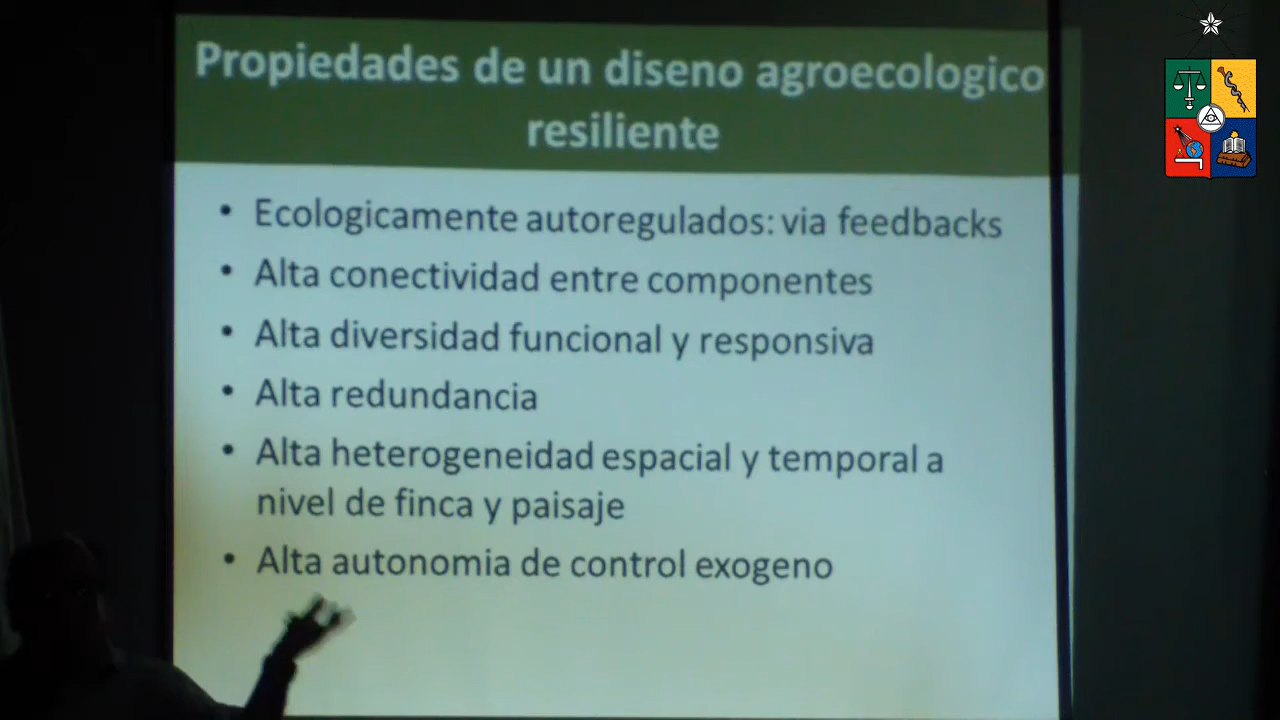 Propiedades de un diseno agroecologico
resiliente
• Ecologicamente autoregulados: via feedbacks
• Alta conectividad entre componentes
• Alta diversidad funcional y responsiva
• Alta redundancia
• Alta heterogeneidad espacial y temporal a
nivel de finca y paisaje
• Alta autonomia de control exogeno